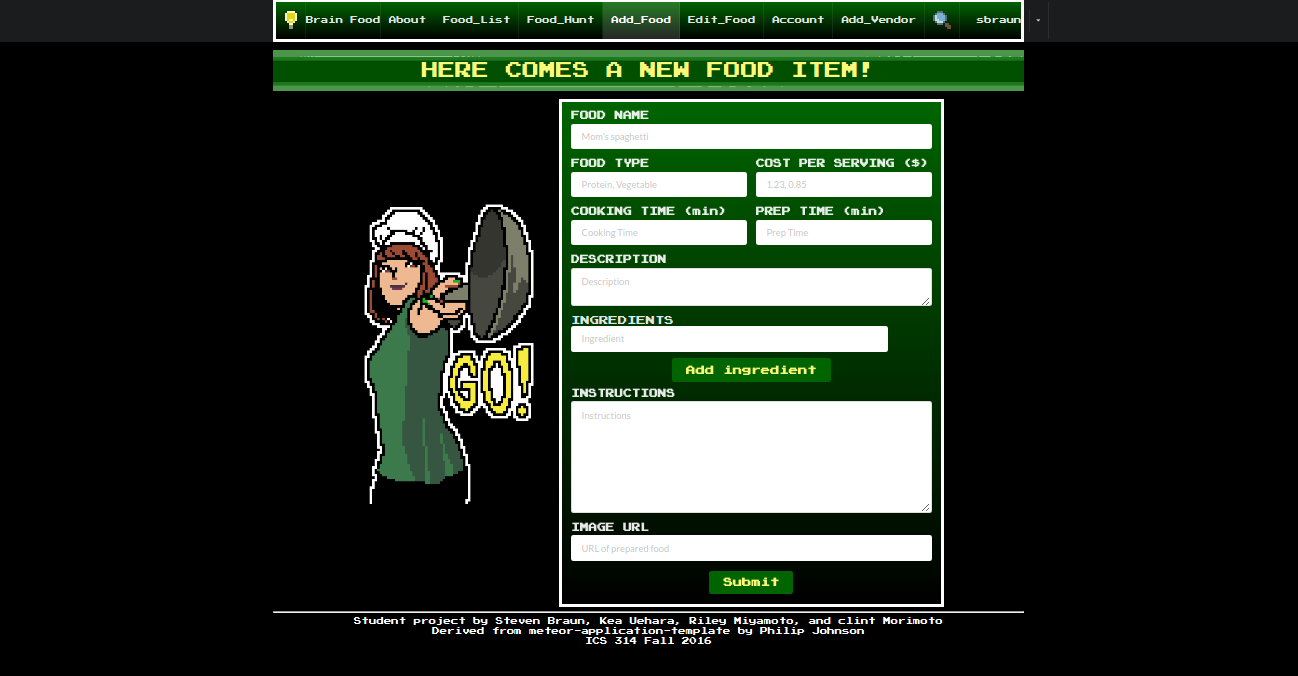 Brain Food About Food_List Food_Hunt Add_Food Edit_Food Account Add_Vendor sbraun
HERE COMES A NEW FOOD ITEM!
FOOD NAME
Mom's spaghetti
FOOD TYPE COST PER SERVING ($)
Protein, Vegetable 1.23, 0.85
COOKING TIME (min) PREP TIME (min)
Cooking Time Prep Time
DESCRIPTION
Description
INGREDIENTS
Ingredient
Add ingredient
GO!
INSTRUCTIONS
Instructions
IMAGE URL
URL of prepared food
Submit
Student project by Steven Braun, Kea Uehara, Riley Miyamoto, and clint Morimoto
Derived from meteor-application-template by Philip Johnson
ICS 314 Fall 2016